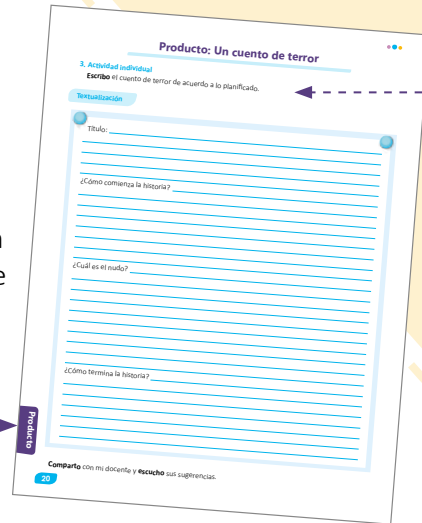 Producto: Un cuento de terror
3. Actividad individual
Escribo el cuento de terror de acuerdo a lo planificado.
Textualización
Título:
¿Cómo comienza la historia?
¿Cuál es el nudo?
¿Cómo termina la historia?
Producto
Comparto con mi docente y escucho sus sugerencias.
20
e